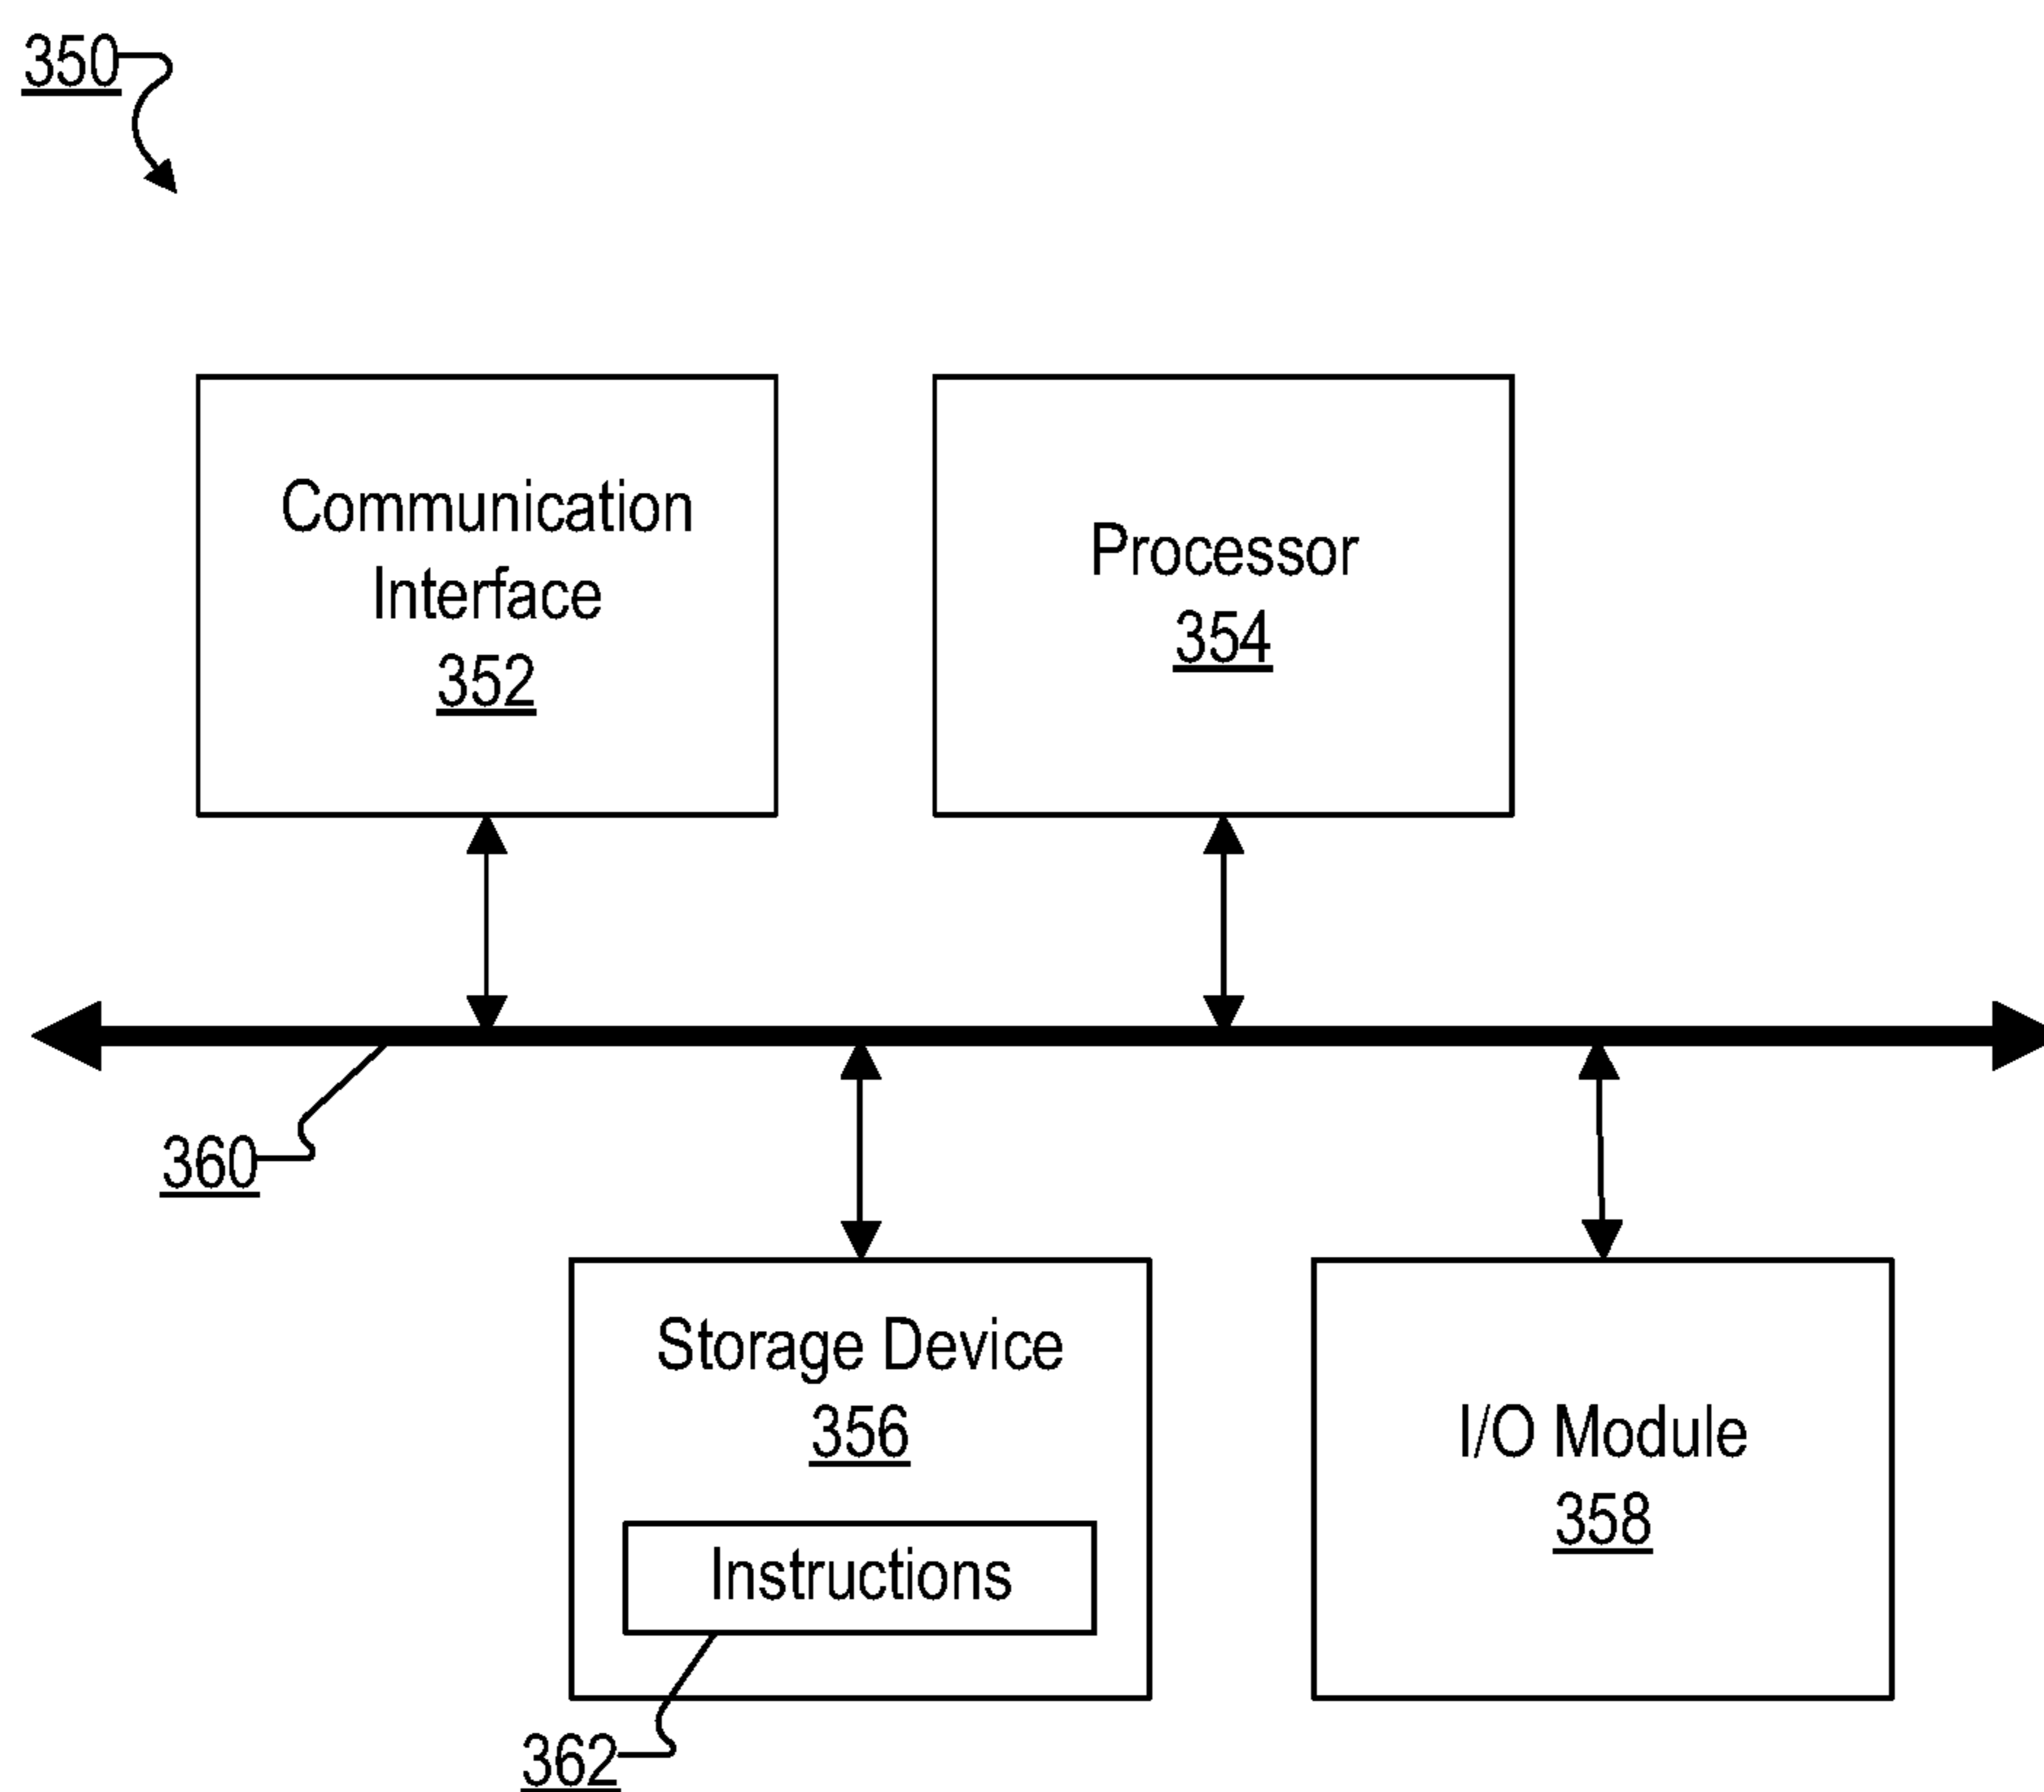 350
Communication
Interface
352
Processor
354
360
Storage Device
356
Instructions
362
I/O Module
358